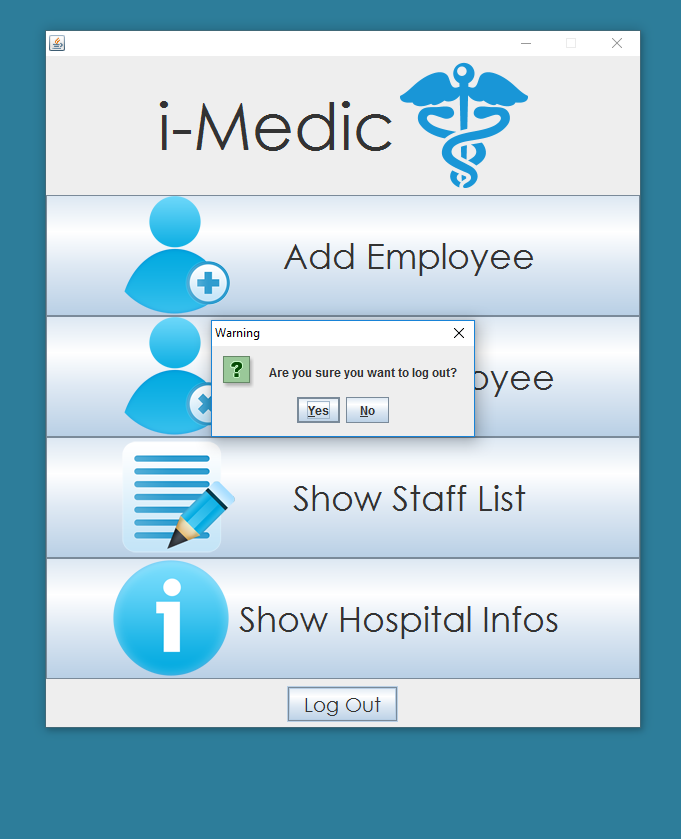 i-Medic
Add Employee
Warning
Are you sure you want to log out?
Yes No
Show Staff List
Show Hospital Infos
Log Out